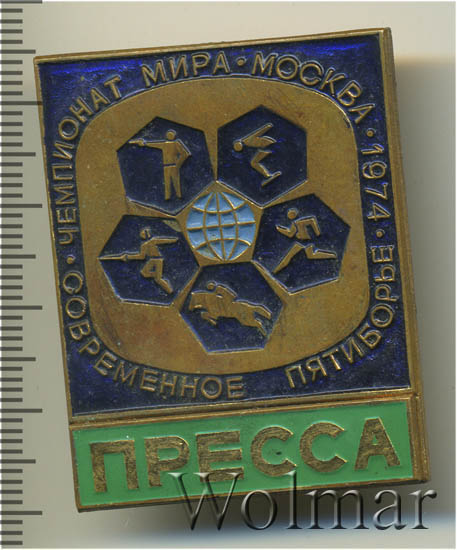 ЧЕМПИОНАТ МИРА · МОСКВА · 1974 ·
СОВРЕМЕННОЕ ПЯТИБОРЬЕ
ПРЕССА
Wolmar